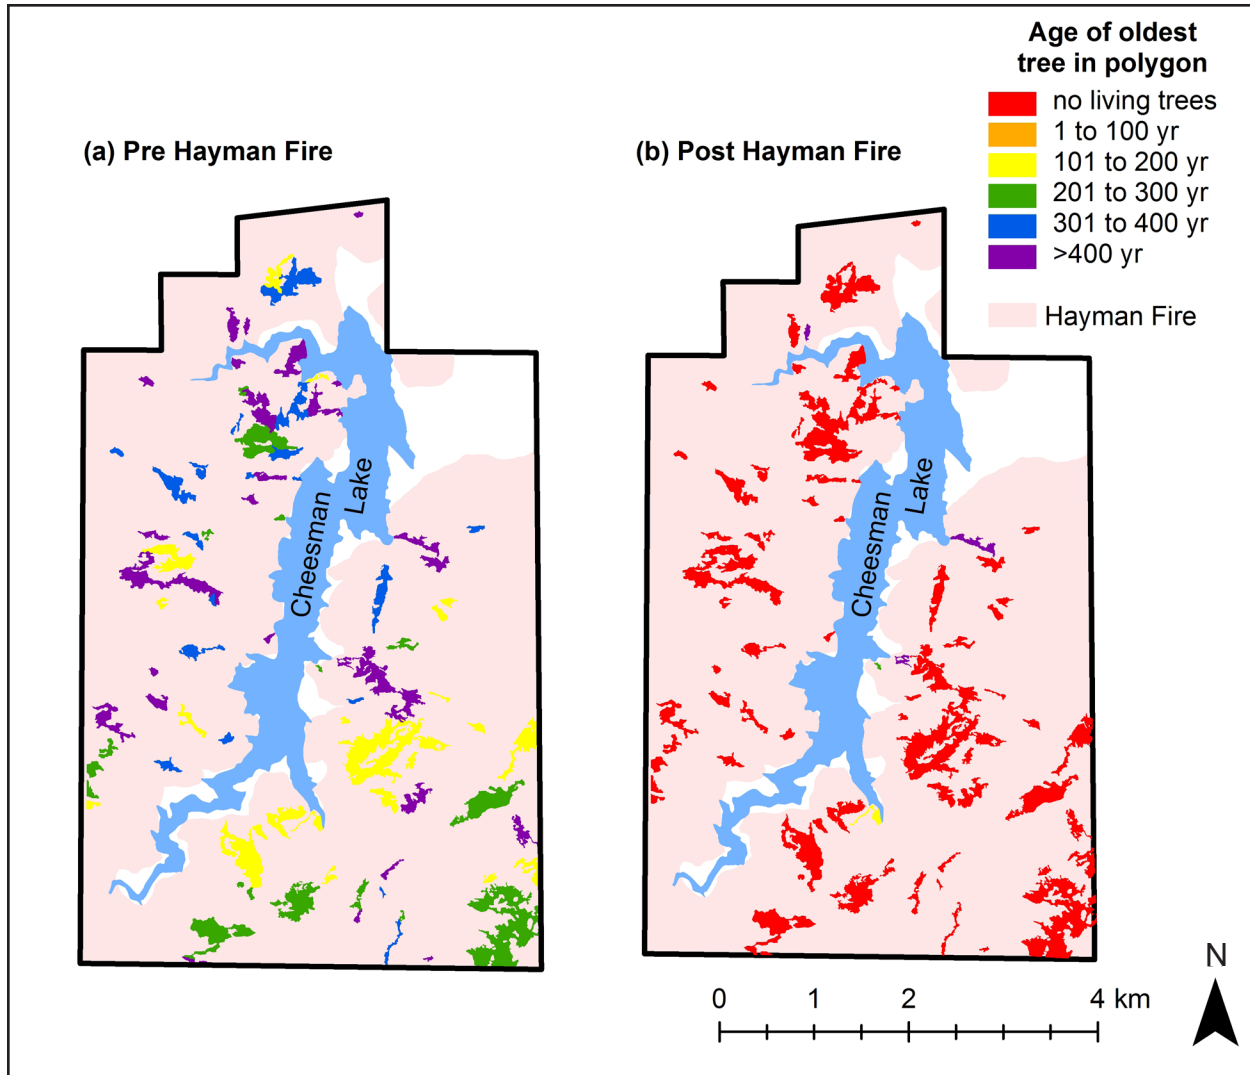 Age of oldest
tree in polygon
no living trees
1 to 100 yr
101 to 200 yr
201 to 300 yr
301 to 400 yr
>400 yr
Hayman Fire
(a) Pre Hayman Fire
(b) Post Hayman Fire
Cheesman
Lake
Cheesman
Lake
0 1 2 4 km
N